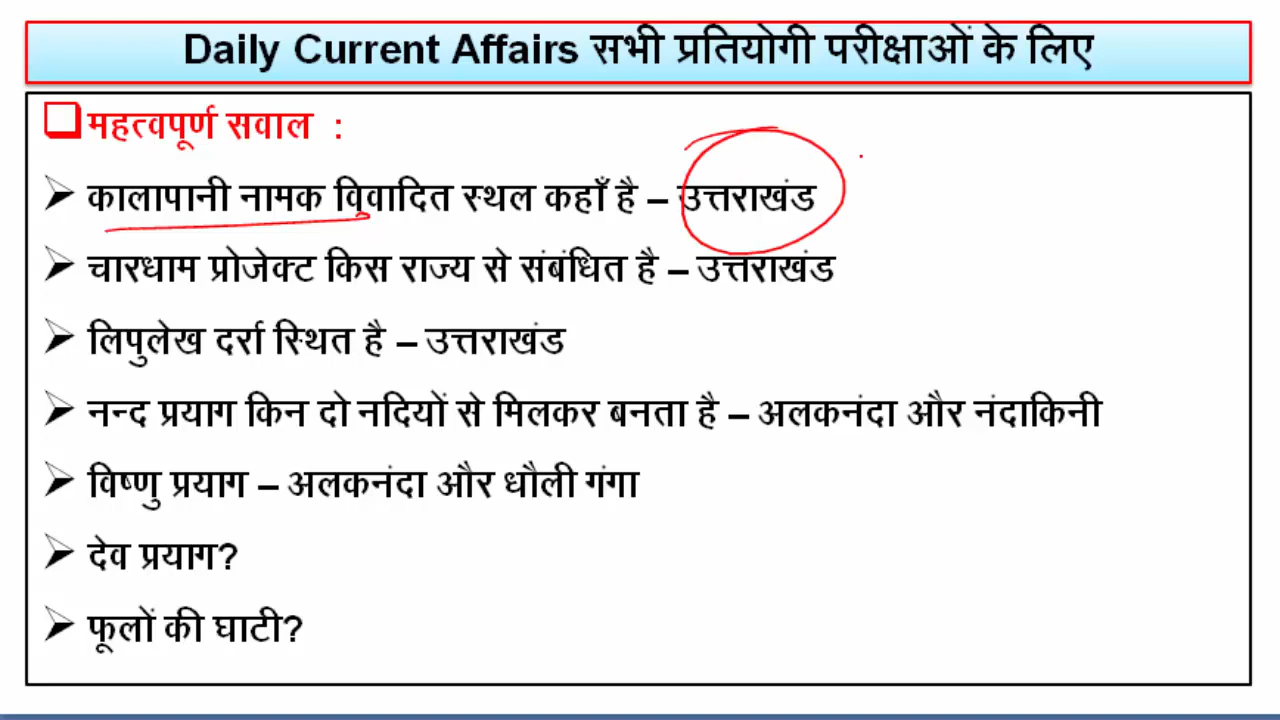 Daily Current Affairs सभी प्रतियोगी परीक्षाओं के लिए
महत्वपूर्ण सवाल :
कालापानी नामक विवादित स्थल कहाँ है – उत्तराखंड
चारधाम प्रोजेक्ट किस राज्य से संबंधित है – उत्तराखंड
लिपुलेख दर्रा स्थित है – उत्तराखंड
नन्द प्रयाग किन दो नदियों से मिलकर बनता है – अलकनंदा और नंदाकिनी
विष्णु प्रयाग – अलकनंदा और धौली गंगा
देव प्रयाग?
फूलों की घाटी?